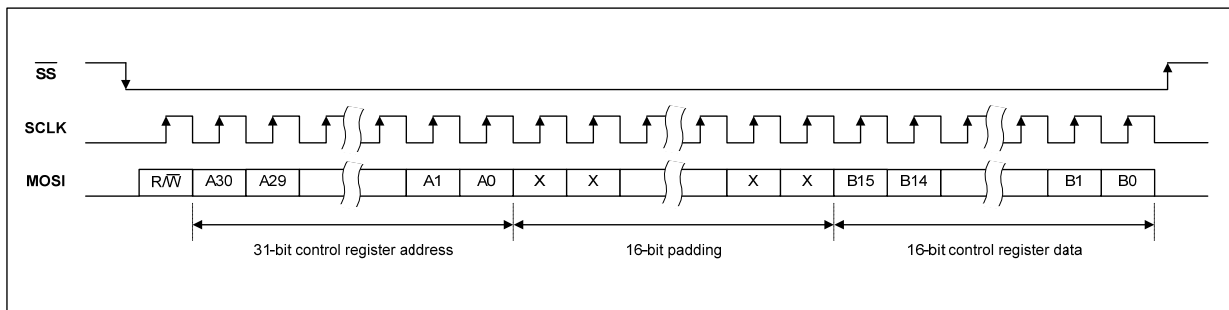 SS
SCLK
MOSI R/W A30 A29 A1 A0 X X X X B15 B14 B1 B0
31-bit control register address 16-bit padding 16-bit control register data